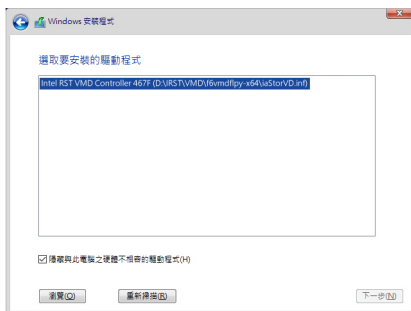 Windows 安裝程式
選取要安裝的驅動程式
Intel RST VMD Controller 467F (D:\IRST\VMD\f6vmdflpy-x64\iaStorVD.inf)
隱藏與此電腦之硬體不相容的驅動程式(H)
瀏覽(O)
重新掃描(R)
下一步(N)